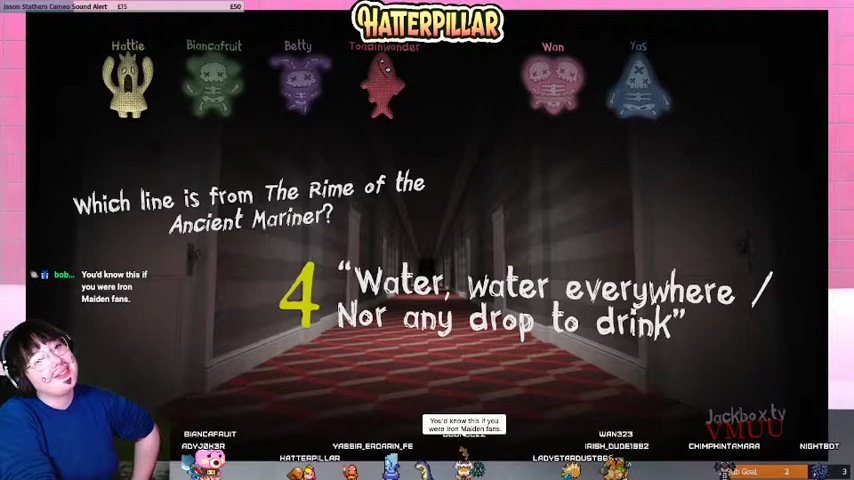 Jason Statham Cameo Sound Alert £15 £50
HATTERPILLAR
Hattie Biancafruit Betty Toadinwonder Wan Yas
Which line is from The Rime of the
Ancient Mariner?
4 "Water, water everywhere /
Nor any drop to drink"
bob... You'd know this if
you were Iron
Maiden fans.
You'd know this if you
were Iron Maiden fans.
Jackbox.tv
VMUU
BIANCAFRUIT WAN323
ADYJ0K3R YASSIR_ERDARIN_FE IRISH_DUDE1982 CHIMPHINTAMARA NIGHTBOT
HATTERPILLAR
Sub Goal 2 3